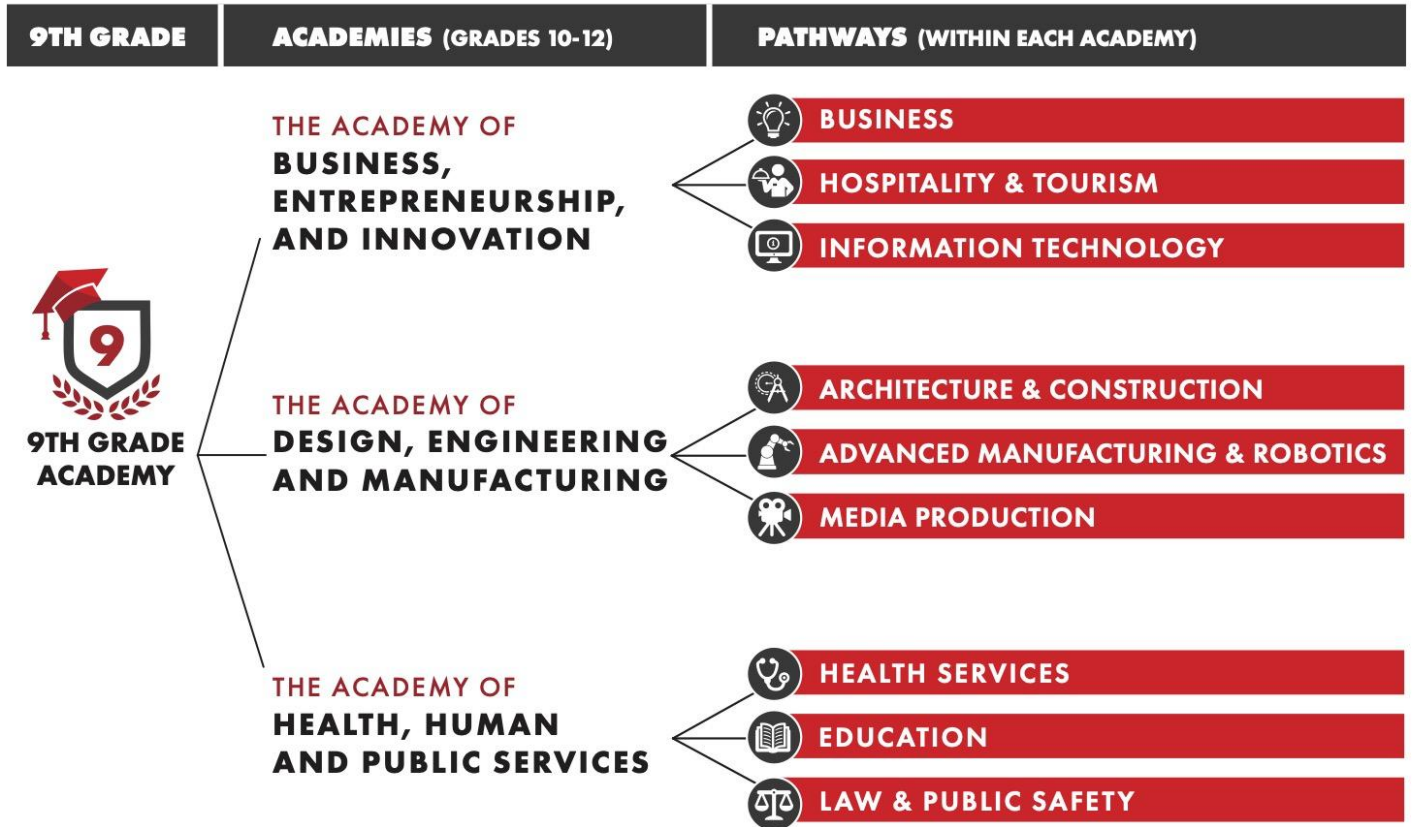 9TH GRADE
ACADEMIES (GRADES 10-12)
PATHWAYS (WITHIN EACH ACADEMY)
9
9TH GRADE
ACADEMY
THE ACADEMY OF
BUSINESS,
ENTREPRENEURSHIP,
AND INNOVATION
BUSINESS
HOSPITALITY & TOURISM
INFORMATION TECHNOLOGY
THE ACADEMY OF
DESIGN, ENGINEERING
AND MANUFACTURING
ARCHITECTURE & CONSTRUCTION
ADVANCED MANUFACTURING & ROBOTICS
MEDIA PRODUCTION
THE ACADEMY OF
HEALTH, HUMAN
AND PUBLIC SERVICES
HEALTH SERVICES
EDUCATION
LAW & PUBLIC SAFETY